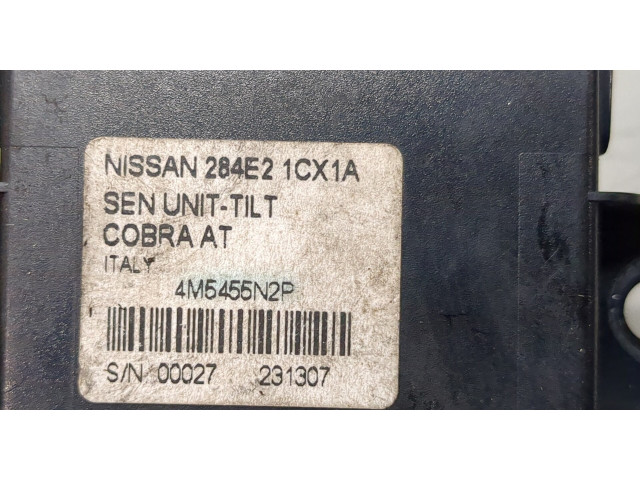 NISSAN 284E2 1CX1A
SEN UNIT-TILT
COBRA AT
ITALY
4M5455N2P
S/N 00027 231307